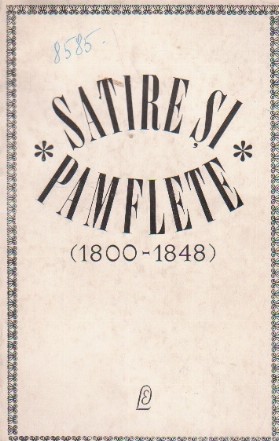 8585.
* SATIRE ȘI *
PAMFLETE
(1800-1848)